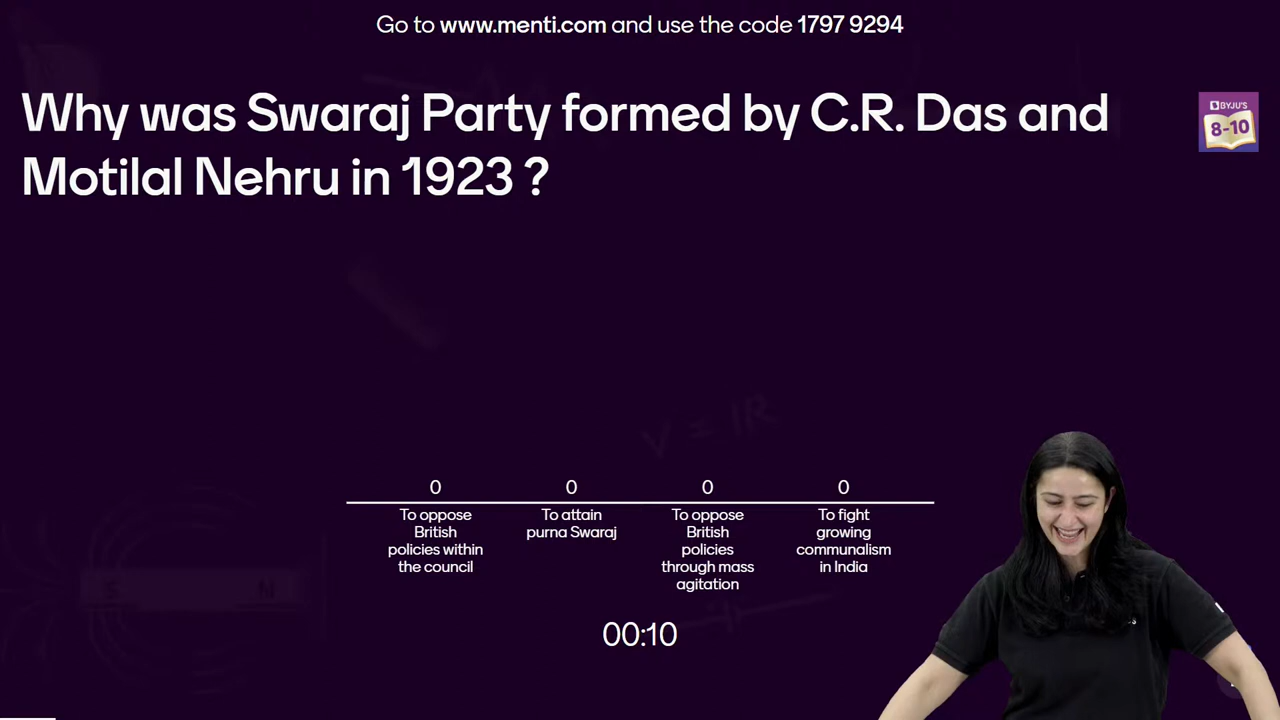 Go to www.menti.com and use the code 1797 9294
Why was Swaraj Party formed by C.R. Das and
Motilal Nehru in 1923 ?
BYJU'S
8-10
V = IR
0 0 0 0
To oppose
British
policies within
the council
To attain
purna Swaraj
To oppose
British
policies
through mass
agitation
To fight
growing
communalism
in India
S N
00:10